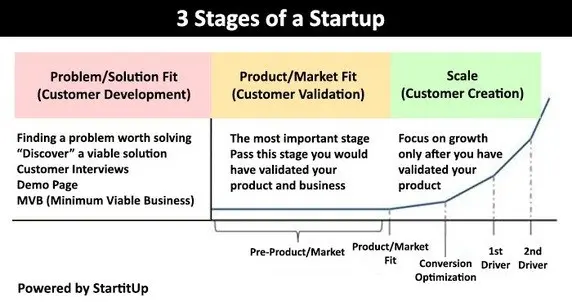 3 Stages of a Startup
Problem/Solution Fit
(Customer Development)
Product/Market Fit
(Customer Validation)
Scale
(Customer Creation)
Finding a problem worth solving
“Discover” a viable solution
Customer Interviews
Demo Page
MVB (Minimum Viable Business)
The most important stage
Pass this stage you would
have validated your
product and business
Focus on growth
only after you have
validated your
product
Pre-Product/Market
Product/Market
Fit
Conversion
Optimization
1st
Driver
2nd
Driver
Powered by StartitUp